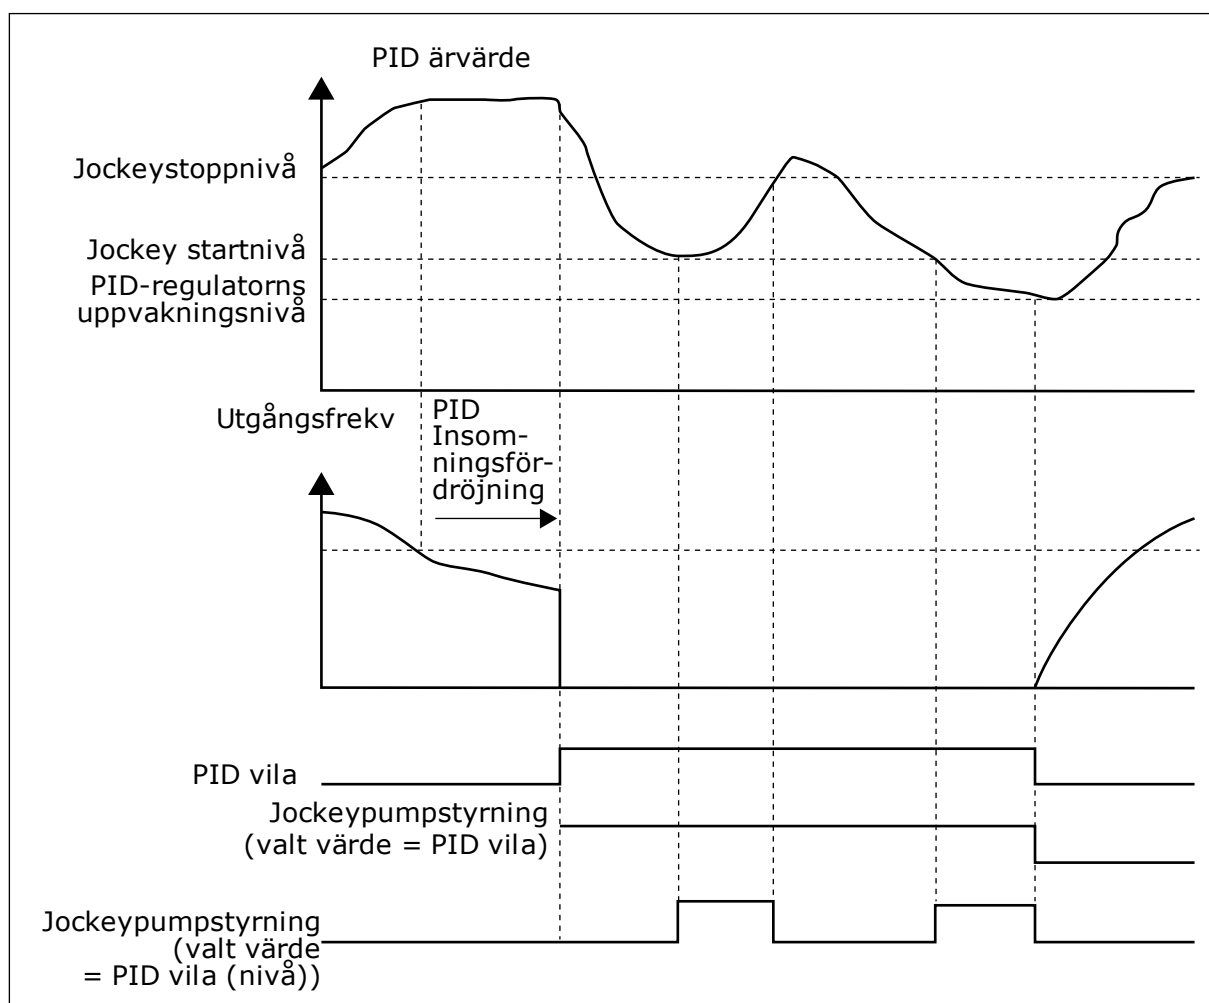 PID ärvärde
Jockeystoppnivå
Jockey startnivå
PID-regulatorns
uppvakningsnivå
Utgångsfrekv
PID
Insom-
ningsför-
dröjning
PID vila
Jockeypumpstyrning
(valt värde = PID vila)
Jockeypumpstyrning
(valt värde
= PID vila (nivå))